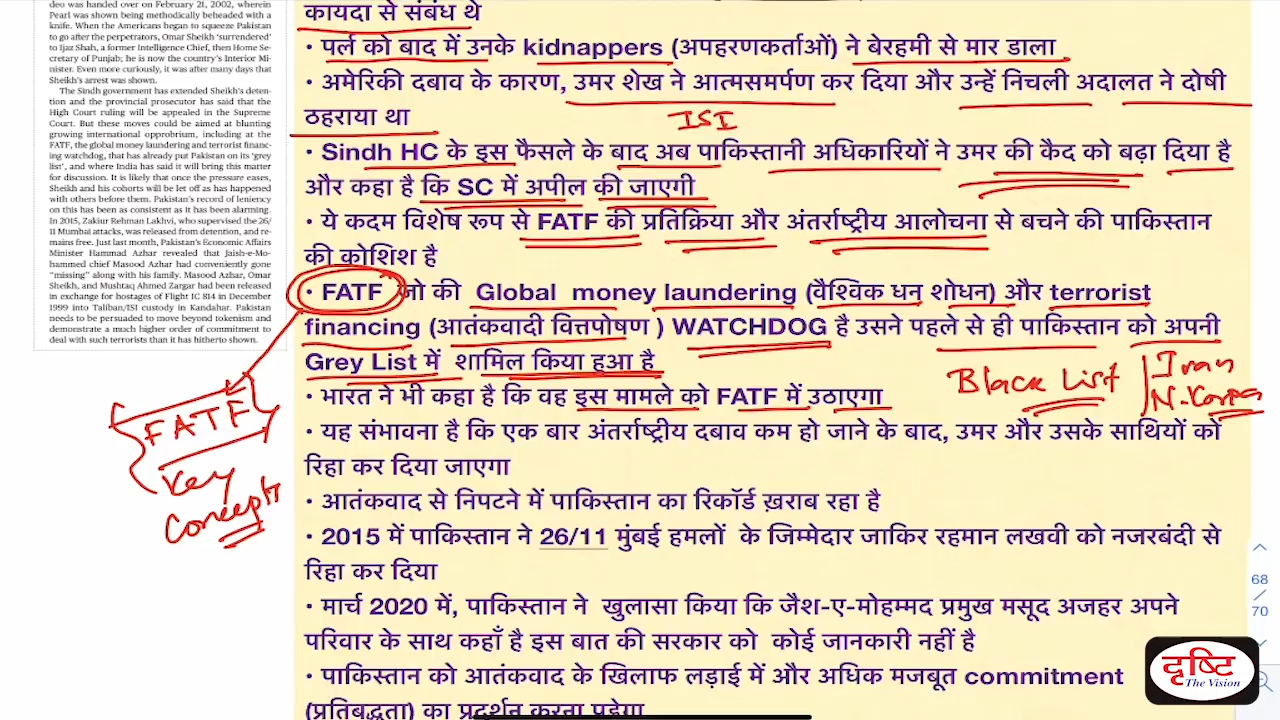 deo was handed over on February 21, 2002, wherein
Pearl was shown being methodically beheaded with a
knife. When the Americans began to squeeze Pakistan
to go after the perpetrators, Omar Sheikh 'surrendered'
to Ijaz Shah, a former Intelligence Chief, then Home Se-
cretary of Punjab; he is now the country's Interior Mi-
nister. Even more curiously, it was after many days that
Sheikh's arrest was shown.
The Sindh government has extended Sheikh's deten-
tion and the provincial prosecutor has said that the
High Court ruling will be appealed in the Supreme
Court. But these moves could be aimed at blunting
growing international opprobrium, including at the
FATF, the global money laundering and terrorist financ-
ing watchdog, that has already put Pakistan on its 'grey
list', and where India has said it will bring this matter
for discussion. It is likely that once the pressure eases,
Sheikh and his cohorts will be let off as has happened
with others before them. Pakistan's record of leniency
on this has been as consistent as it has been alarming.
In 2015, Zakiur Rehman Lakhvi, who supervised the 26/
11 Mumbai attacks, was released from detention, and re-
mains free. Just last month, Pakistan's Economic Affairs
Minister Hammad Azhar revealed that Jaish-e-Mo-
hammed chief Masood Azhar had conveniently gone
"missing" along with his family. Masood Azhar, Omar
Sheikh, and Mushtaq Ahmed Zargar had been released
in exchange for hostages of Flight IC 814 in December
1999 into Taliban/ISI custody in Kandahar. Pakistan
needs to be persuaded to move beyond tokenism and
demonstrate a much higher order of commitment to
deal with such terrorists than it has hitherto shown.
कायदा से संबंध थे
• पर्ल को बाद में उनके kidnappers (अपहरणकर्ताओं) ने बेरहमी से मार डाला
• अमेरिकी दबाव के कारण, उमर शेख ने आत्मसमर्पण कर दिया और उन्हें निचली अदालत ने दोषी
ठहराया था
ISI
• Sindh HC के इस फैसले के बाद अब पाकिस्तानी अधिकारियों ने उमर की कैद को बढ़ा दिया है
और कहा है कि SC में अपील की जाएगी
• ये कदम विशेष रूप से FATF की प्रतिक्रिया और अंतर्राष्ट्रीय आलोचना से बचने की पाकिस्तान
की कोशिश है
• FATF जो की Global money laundering (वैश्विक धन शोधन) और terrorist
financing (आतंकवादी वित्तपोषण ) WATCHDOG है उसने पहले से ही पाकिस्तान को अपनी
Grey List में शामिल किया हुआ है
Black List
Iran
N. Korea
• भारत ने भी कहा है कि वह इस मामले को FATF में उठाएगा
• यह संभावना है कि एक बार अंतर्राष्ट्रीय दबाव कम हो जाने के बाद, उमर और उसके साथियों को
रिहा कर दिया जाएगा
• आतंकवाद से निपटने में पाकिस्तान का रिकॉर्ड ख़राब रहा है
• 2015 में पाकिस्तान ने 26/11 मुंबई हमलों के जिम्मेदार जाकिर रहमान लखवी को नजरबंदी से
रिहा कर दिया
• मार्च 2020 में, पाकिस्तान ने खुलासा किया कि जैश-ए-मोहम्मद प्रमुख मसूद अजहर अपने
परिवार के साथ कहाँ है इस बात की सरकार को कोई जानकारी नहीं है
• पाकिस्तान को आतंकवाद के खिलाफ लड़ाई में और अधिक मजबूत commitment
(प्रतिबद्धता) का प्रदर्शन करना पड़ेगा
FATF
Key
Concept
68
/
70
दृष्टि
The Vision